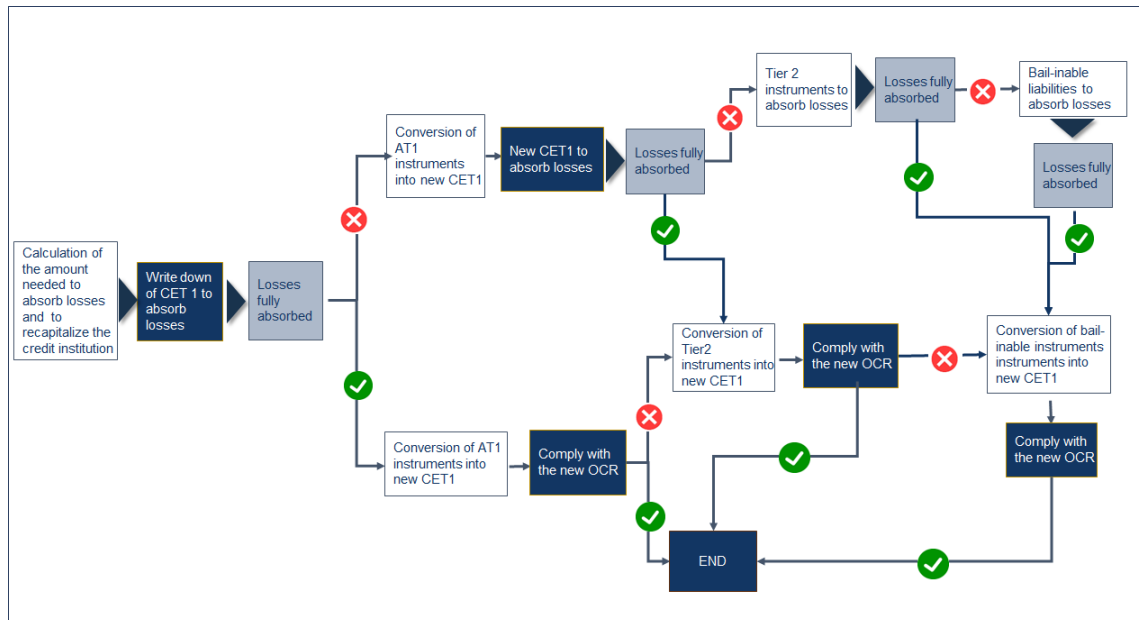 Calculation of
the amount
needed to
absorb losses
and to
recapitalize the
credit institution
Write down
of CET 1 to
absorb
losses
Losses
fully
absorbed
Conversion of
AT1
instruments
into new CET1
New CET1 to
absorb losses
Losses fully
absorbed
Tier 2
instruments to
absorb losses
Losses fully
absorbed
Bail-inable
liabilities to
absorb losses
Losses fully
absorbed
Conversion of AT1
instruments into
new CET1
Comply with
the new OCR
Conversion of
Tier2
instruments into
new CET1
Comply with
the new OCR
Conversion of bail-
inable instruments
instruments into
new CET1
Comply with
the new OCR
END